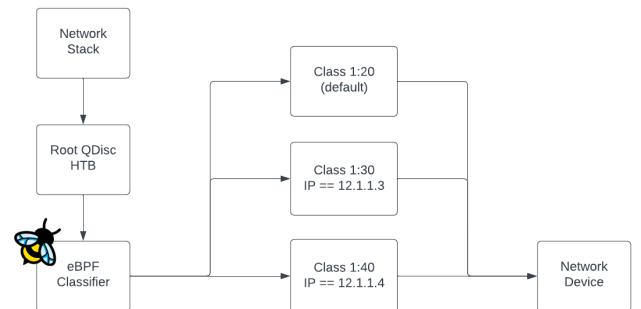 Network
Stack
Root QDisc
HTB
eBPF
Classifier
Class 1:20
(default)
Class 1:30
IP == 12.1.1.3
Class 1:40
IP == 12.1.1.4
Network
Device